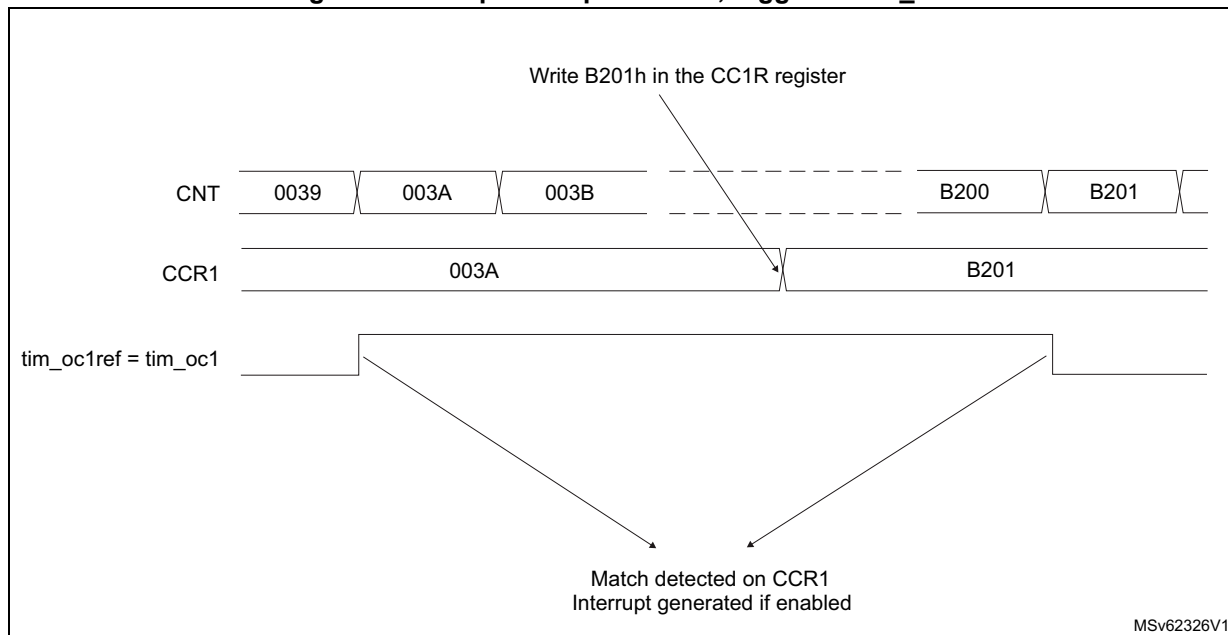 Write B201h in the CC1R register
CNT 0039 003A 003B B200 B201
CCR1 003A B201
tim_oc1ref = tim_oc1
Match detected on CCR1
Interrupt generated if enabled
MSv62326V1